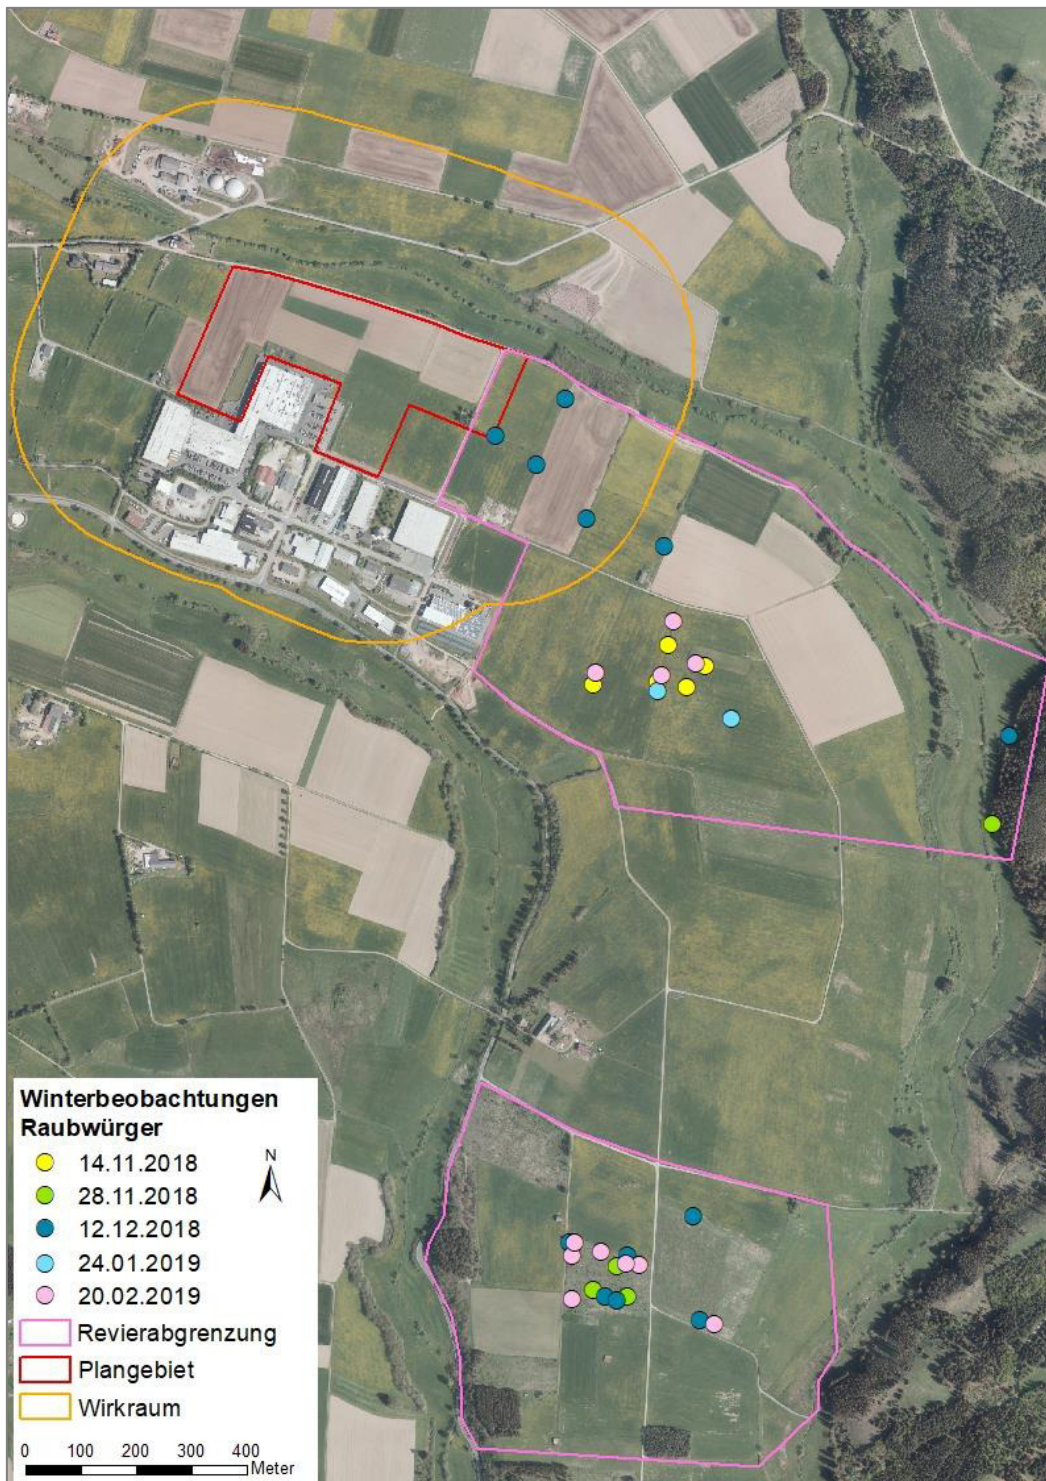 Winterbeobachtungen
Raubwürger
N
14.11.2018
28.11.2018
12.12.2018
24.01.2019
20.02.2019
Revierabgrenzung
Plangebiet
Wirkraum
0 100 200 300 400
Meter